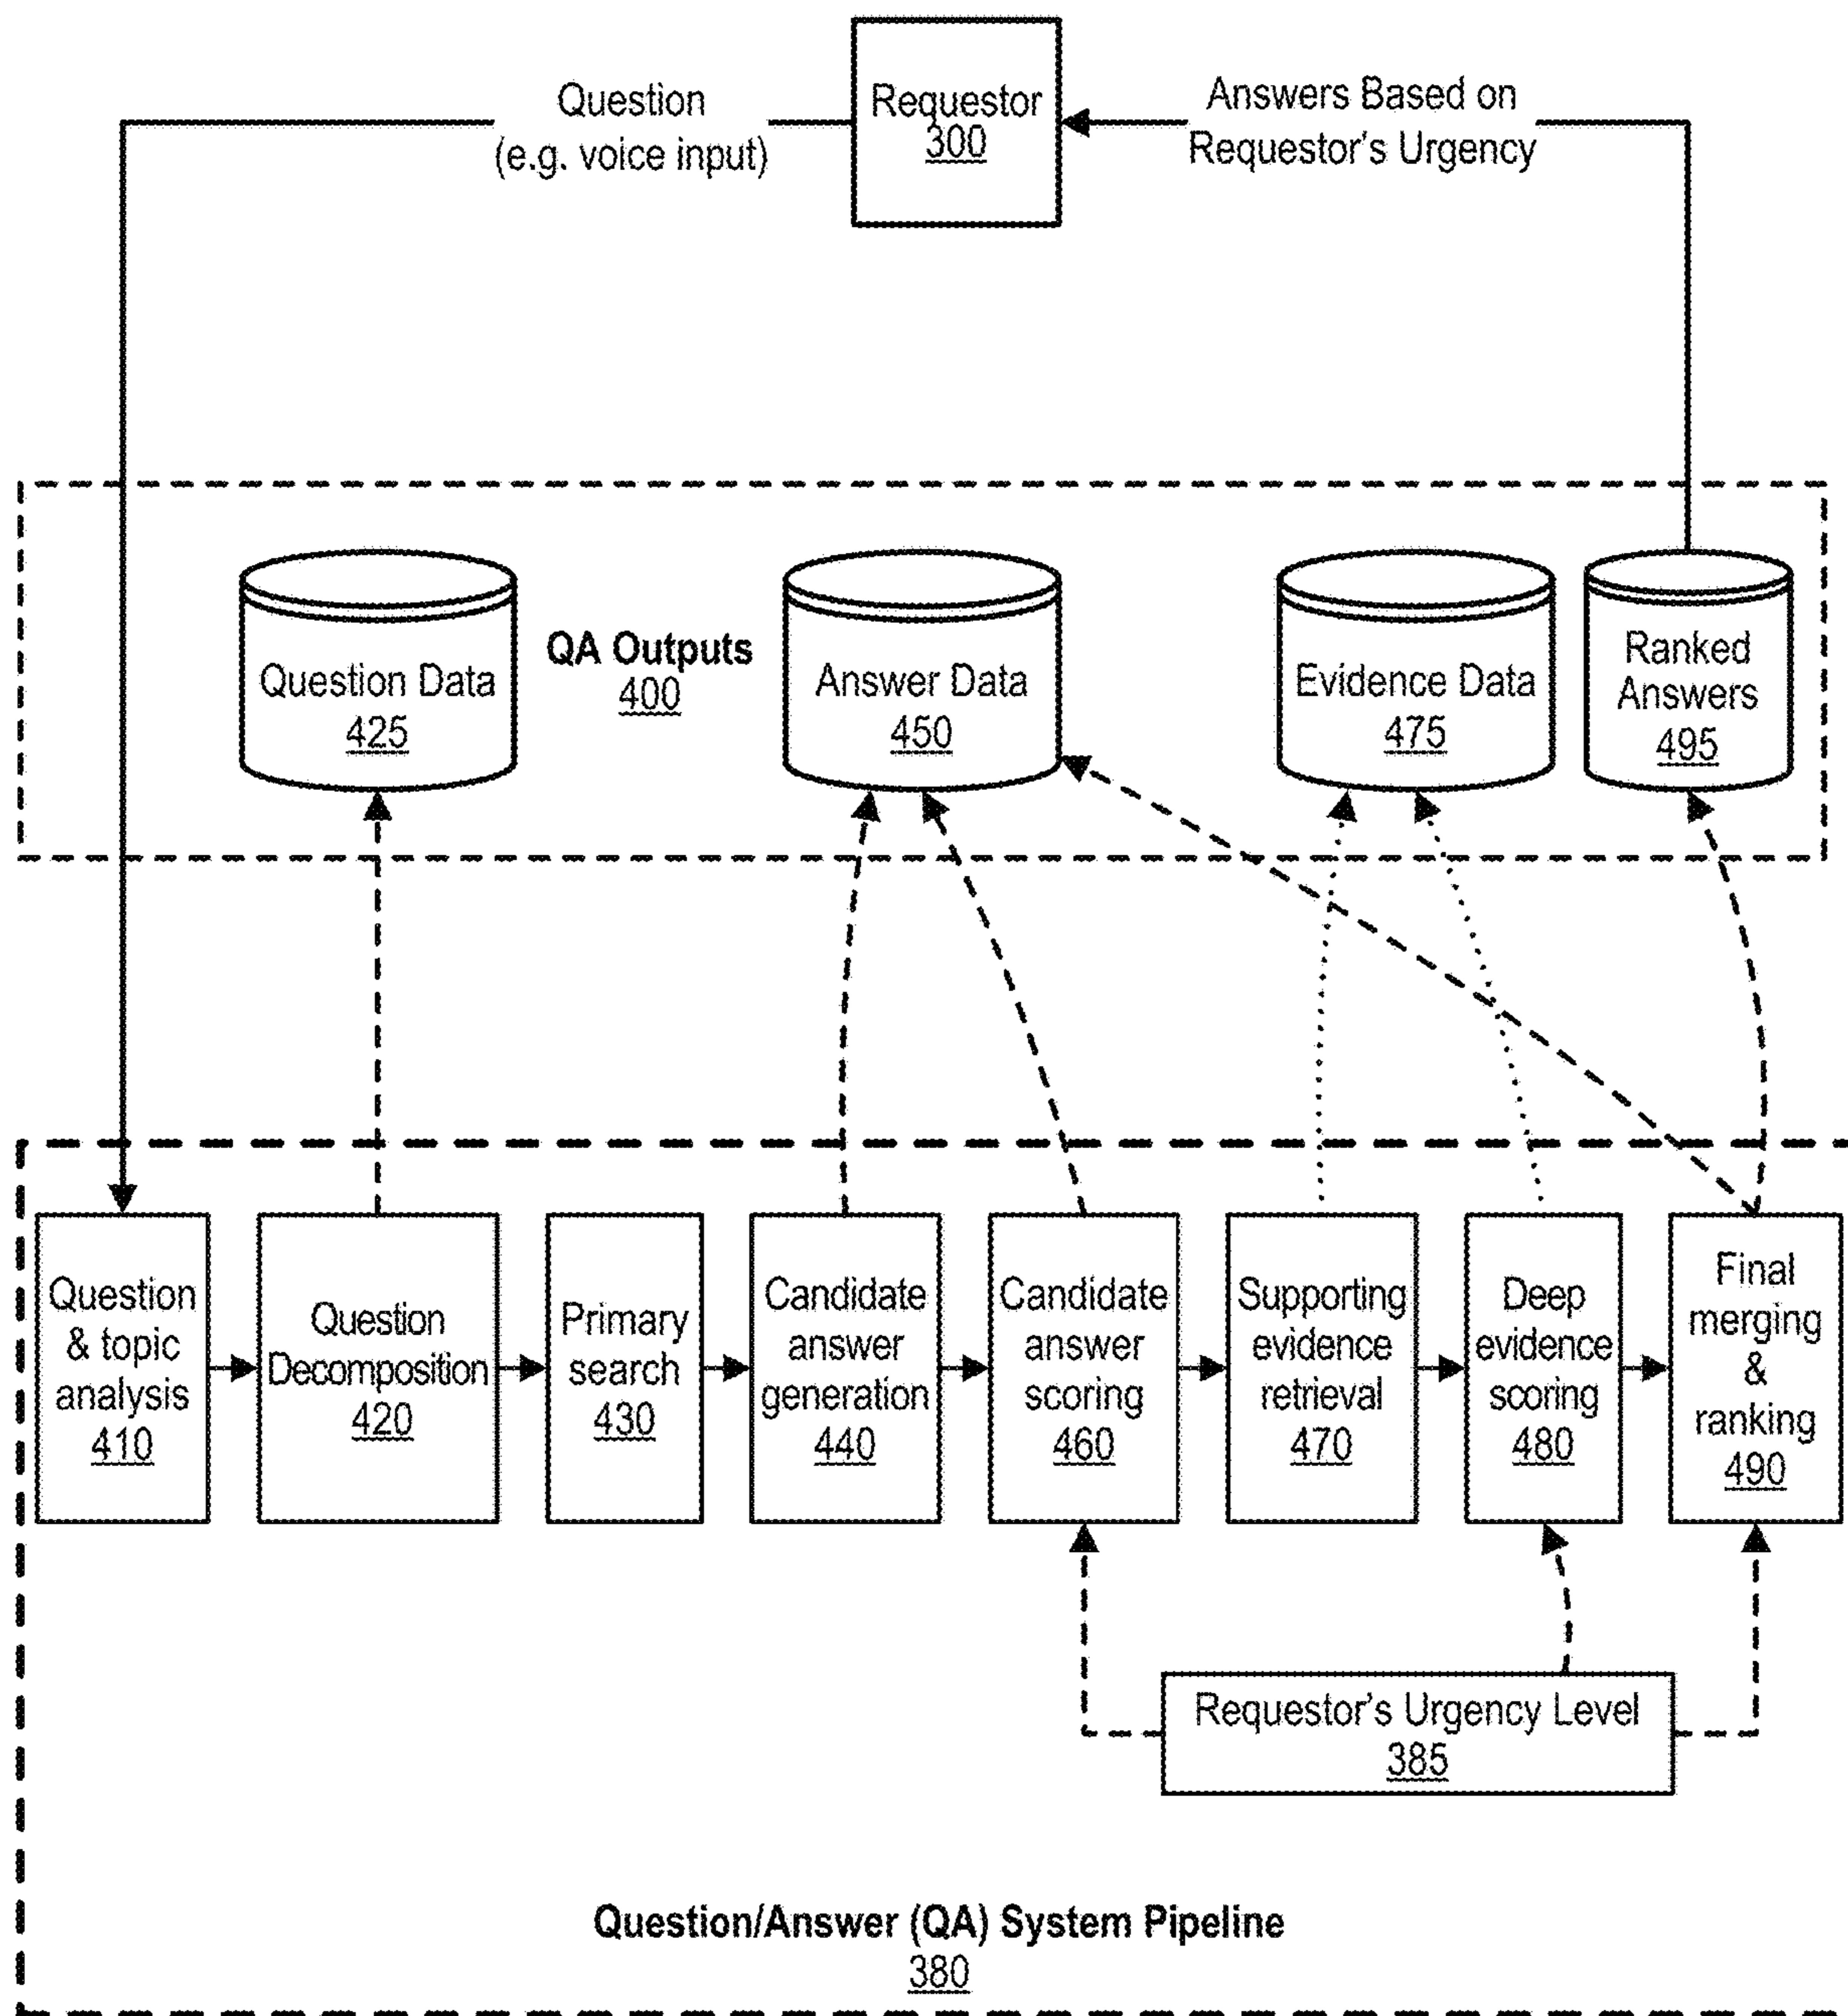 Question
(e.g. voice input)
Requestor
300
Answers Based on
Requestor's Urgency
Question Data
425
QA Outputs
400
Answer Data
450
Evidence Data
475
Ranked
Answers
495
Question
& topic
analysis
410
Question
Decomposition
420
Primary
search
430
Candidate
answer
generation
440
Candidate
answer
scoring
460
Supporting
evidence
retrieval
470
Deep
evidence
scoring
480
Final
merging
&
ranking
490
Requestor's Urgency Level
385
Question/Answer (QA) System Pipeline
380